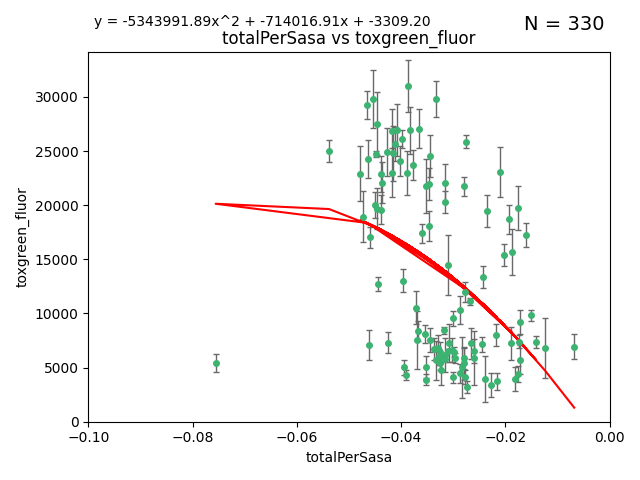 y = -5343991.89x^2 + -714016.91x + -3309.20
N = 330
totalPerSasa vs toxgreen_fluor
toxgreen_fluor
30000
25000
20000
15000
10000
5000
0
−0.10 −0.08 −0.06 −0.04 −0.02 0.00
totalPerSasa